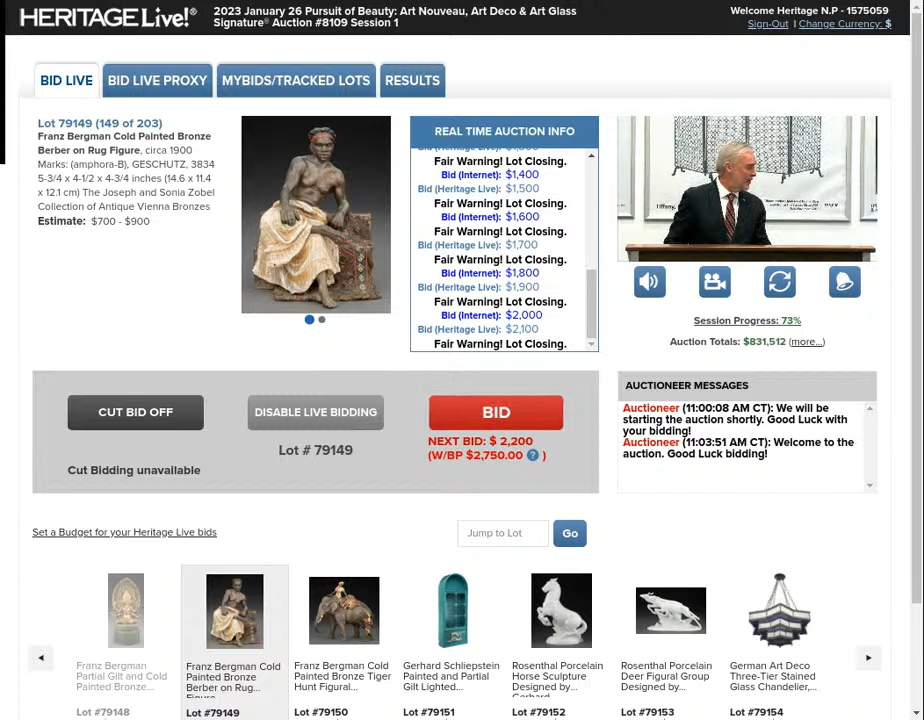 HERITAGE Live!®
2023 January 26 Pursuit of Beauty: Art Nouveau, Art Deco & Art Glass
Signature® Auction #8109 Session 1
Welcome Heritage N.P - 1575059
Sign-Out | Change Currency: $
BID LIVE
BID LIVE PROXY
MYBIDS/TRACKED LOTS
RESULTS
Lot 79149 (149 of 203)
Franz Bergman Cold Painted Bronze
Berber on Rug Figure, circa 1900
Marks: (amphora-B), GESCHUTZ, 3834
5-3/4 x 4-1/2 x 4-3/4 inches (14.6 x 11.4
x 12.1 cm) The Joseph and Sonia Zobel
Collection of Antique Vienna Bronzes
Estimate: $700 - $900
REAL TIME AUCTION INFO
Fair Warning! Lot Closing.
Bid (Internet): $1,400
Bid (Heritage Live): $1,500
Fair Warning! Lot Closing.
Bid (Internet): $1,600
Fair Warning! Lot Closing.
Bid (Heritage Live): $1,700
Fair Warning! Lot Closing.
Bid (Internet): $1,800
Bid (Heritage Live): $1,900
Fair Warning! Lot Closing.
Bid (Internet): $2,000
Bid (Heritage Live): $2,100
Fair Warning! Lot Closing.
Session Progress: 73%
Auction Totals: $831,512 (more...)
CUT BID OFF
Cut Bidding unavailable
DISABLE LIVE BIDDING
Lot # 79149
BID
NEXT BID: $ 2,200
(W/BP $2,750.00 ? )
AUCTIONEER MESSAGES
Auctioneer (11:00:08 AM CT): We will be
starting the auction shortly. Good Luck with
your bidding!
Auctioneer (11:03:51 AM CT): Welcome to the
auction. Good Luck bidding!
Set a Budget for your Heritage Live bids
Jump to Lot
Go
Franz Bergman
Partial Gilt and Cold
Painted Bronze...
Lot #79148
Franz Bergman Cold
Painted Bronze
Berber on Rug...
Figure
Lot #79149
Franz Bergman Cold
Painted Bronze Tiger
Hunt Figural...
Lot #79150
Gerhard Schliepstein
Painted and Partial
Gilt Lighted...
Lot #79151
Rosenthal Porcelain
Horse Sculpture
Designed by...
Gerhard
Lot #79152
Rosenthal Porcelain
Deer Figural Group
Designed by...
Lot #79153
German Art Deco
Three-Tier Stained
Glass Chandelier,...
Lot #79154